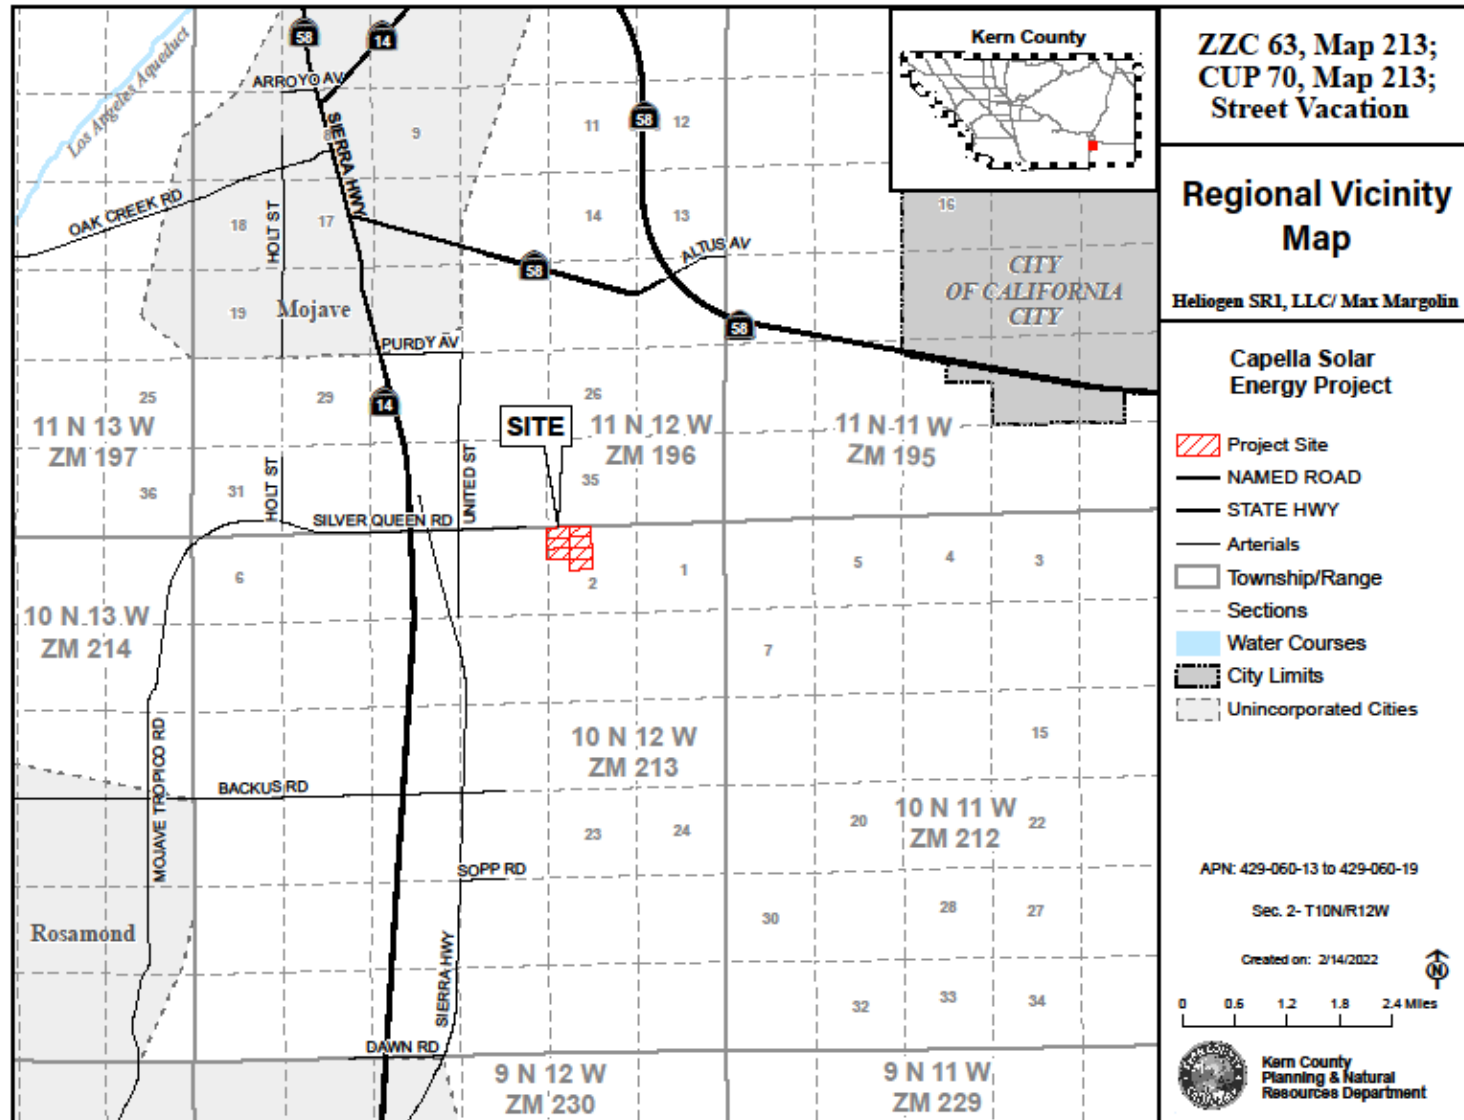 58
14
ARROYO AV
Los Angeles Aqueduct
SIERRA HWY
8
9
11
58
12
OAK CREEK RD
HOLT ST
18
17
14
13
16
ALTUS AV
58
19
Mojave
58
PURDY AV
CITY
OF CALIFORNIA
CITY
25
29
14
26
11 N 13 W
ZM 197
SITE
11 N 12 W
ZM 196
11 N 11 W
ZM 195
36
31
HOLT ST
UNITED ST
35
SILVER QUEEN RD
6
2
1
5
4
3
10 N 13 W
ZM 214
7
MOJAVE TROPICO RD
10 N 12 W
ZM 213
15
BACKUS RD
23
24
20
10 N 11 W
ZM 212
22
SOPP RD
30
28
27
Rosamond
SIERRA HWY
32
33
34
DAWN RD
9 N 12 W
ZM 230
9 N 11 W
ZM 229
Kern County
ZZC 63, Map 213;
CUP 70, Map 213;
Street Vacation
Regional Vicinity
Map
Heliogen SR1, LLC/ Max Margolin
Capella Solar
Energy Project
Project Site
NAMED ROAD
STATE HWY
Arterials
Township/Range
Sections
Water Courses
City Limits
Unincorporated Cities
APN: 429-060-13 to 429-060-19
Sec. 2- T10N/R12W
Created on: 2/14/2022
N
0 0.6 1.2 1.8 2.4 Miles
Kern County
Planning & Natural
Resources Department